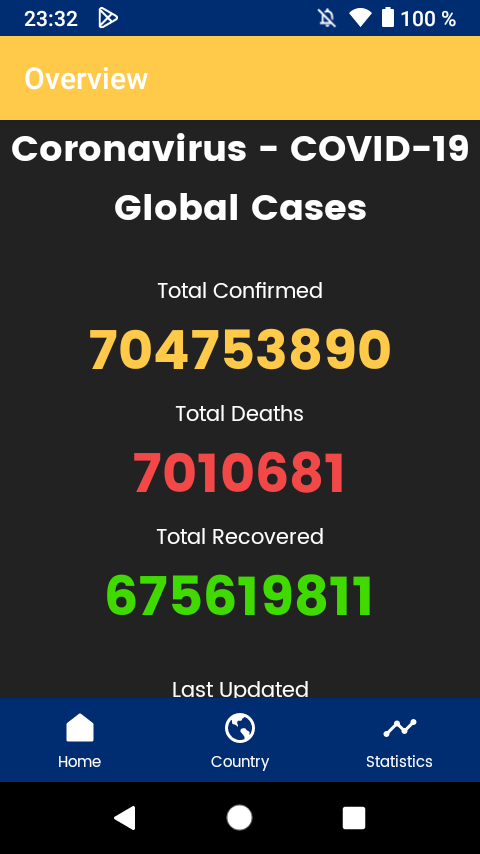 23:32
100 %
Overview
Coronavirus - COVID-19
Global Cases
Total Confirmed
704753890
Total Deaths
7010681
Total Recovered
675619811
Last Updated
Home
Country
Statistics